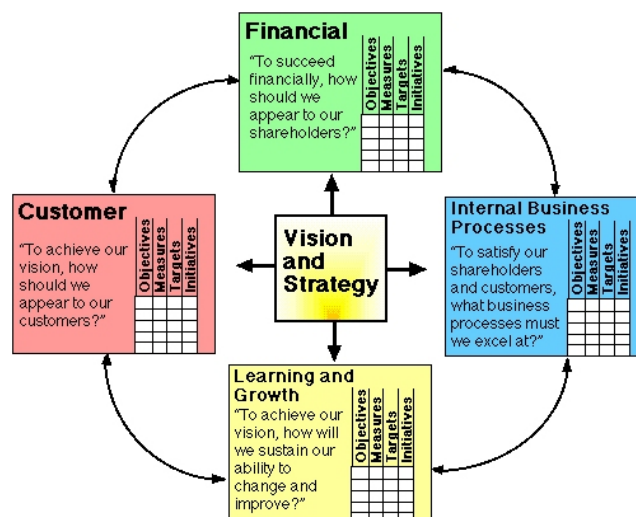 Financial
“To succeed
financially, how
should we
appear to our
shareholders?”
Objectives
Measures
Targets
Initiatives
Customer
“To achieve our
vision, how
should we
appear to our
customers?”
Objectives
Measures
Targets
Initiatives
Vision
and
Strategy
Internal Business
Processes
“To satisfy our
shareholders
and customers,
what business
processes must
we excel at?”
Objectives
Measures
Targets
Initiatives
Learning and
Growth
“To achieve our
vision, how will
we sustain our
ability to
change and
improve?”
Objectives
Measures
Targets
Initiatives